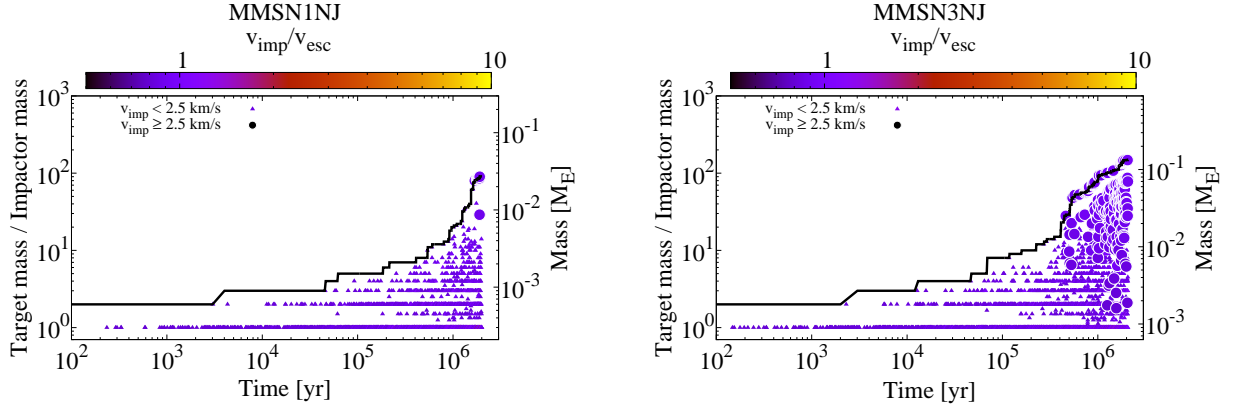 MMSN1NJ
v_imp/v_esc
1 10
10^3
10^2
10^1
10^0
Target mass / Impactor mass
v_imp < 2.5 km/s
v_imp ≥ 2.5 km/s
10^-1
10^-2
10^-3
Mass [M_E]
10^2 10^3 10^4 10^5 10^6
Time [yr]
MMSN3NJ
v_imp/v_esc
1 10
10^3
10^2
10^1
10^0
Target mass / Impactor mass
v_imp < 2.5 km/s
v_imp ≥ 2.5 km/s
10^-1
10^-2
10^-3
Mass [M_E]
10^2 10^3 10^4 10^5 10^6
Time [yr]